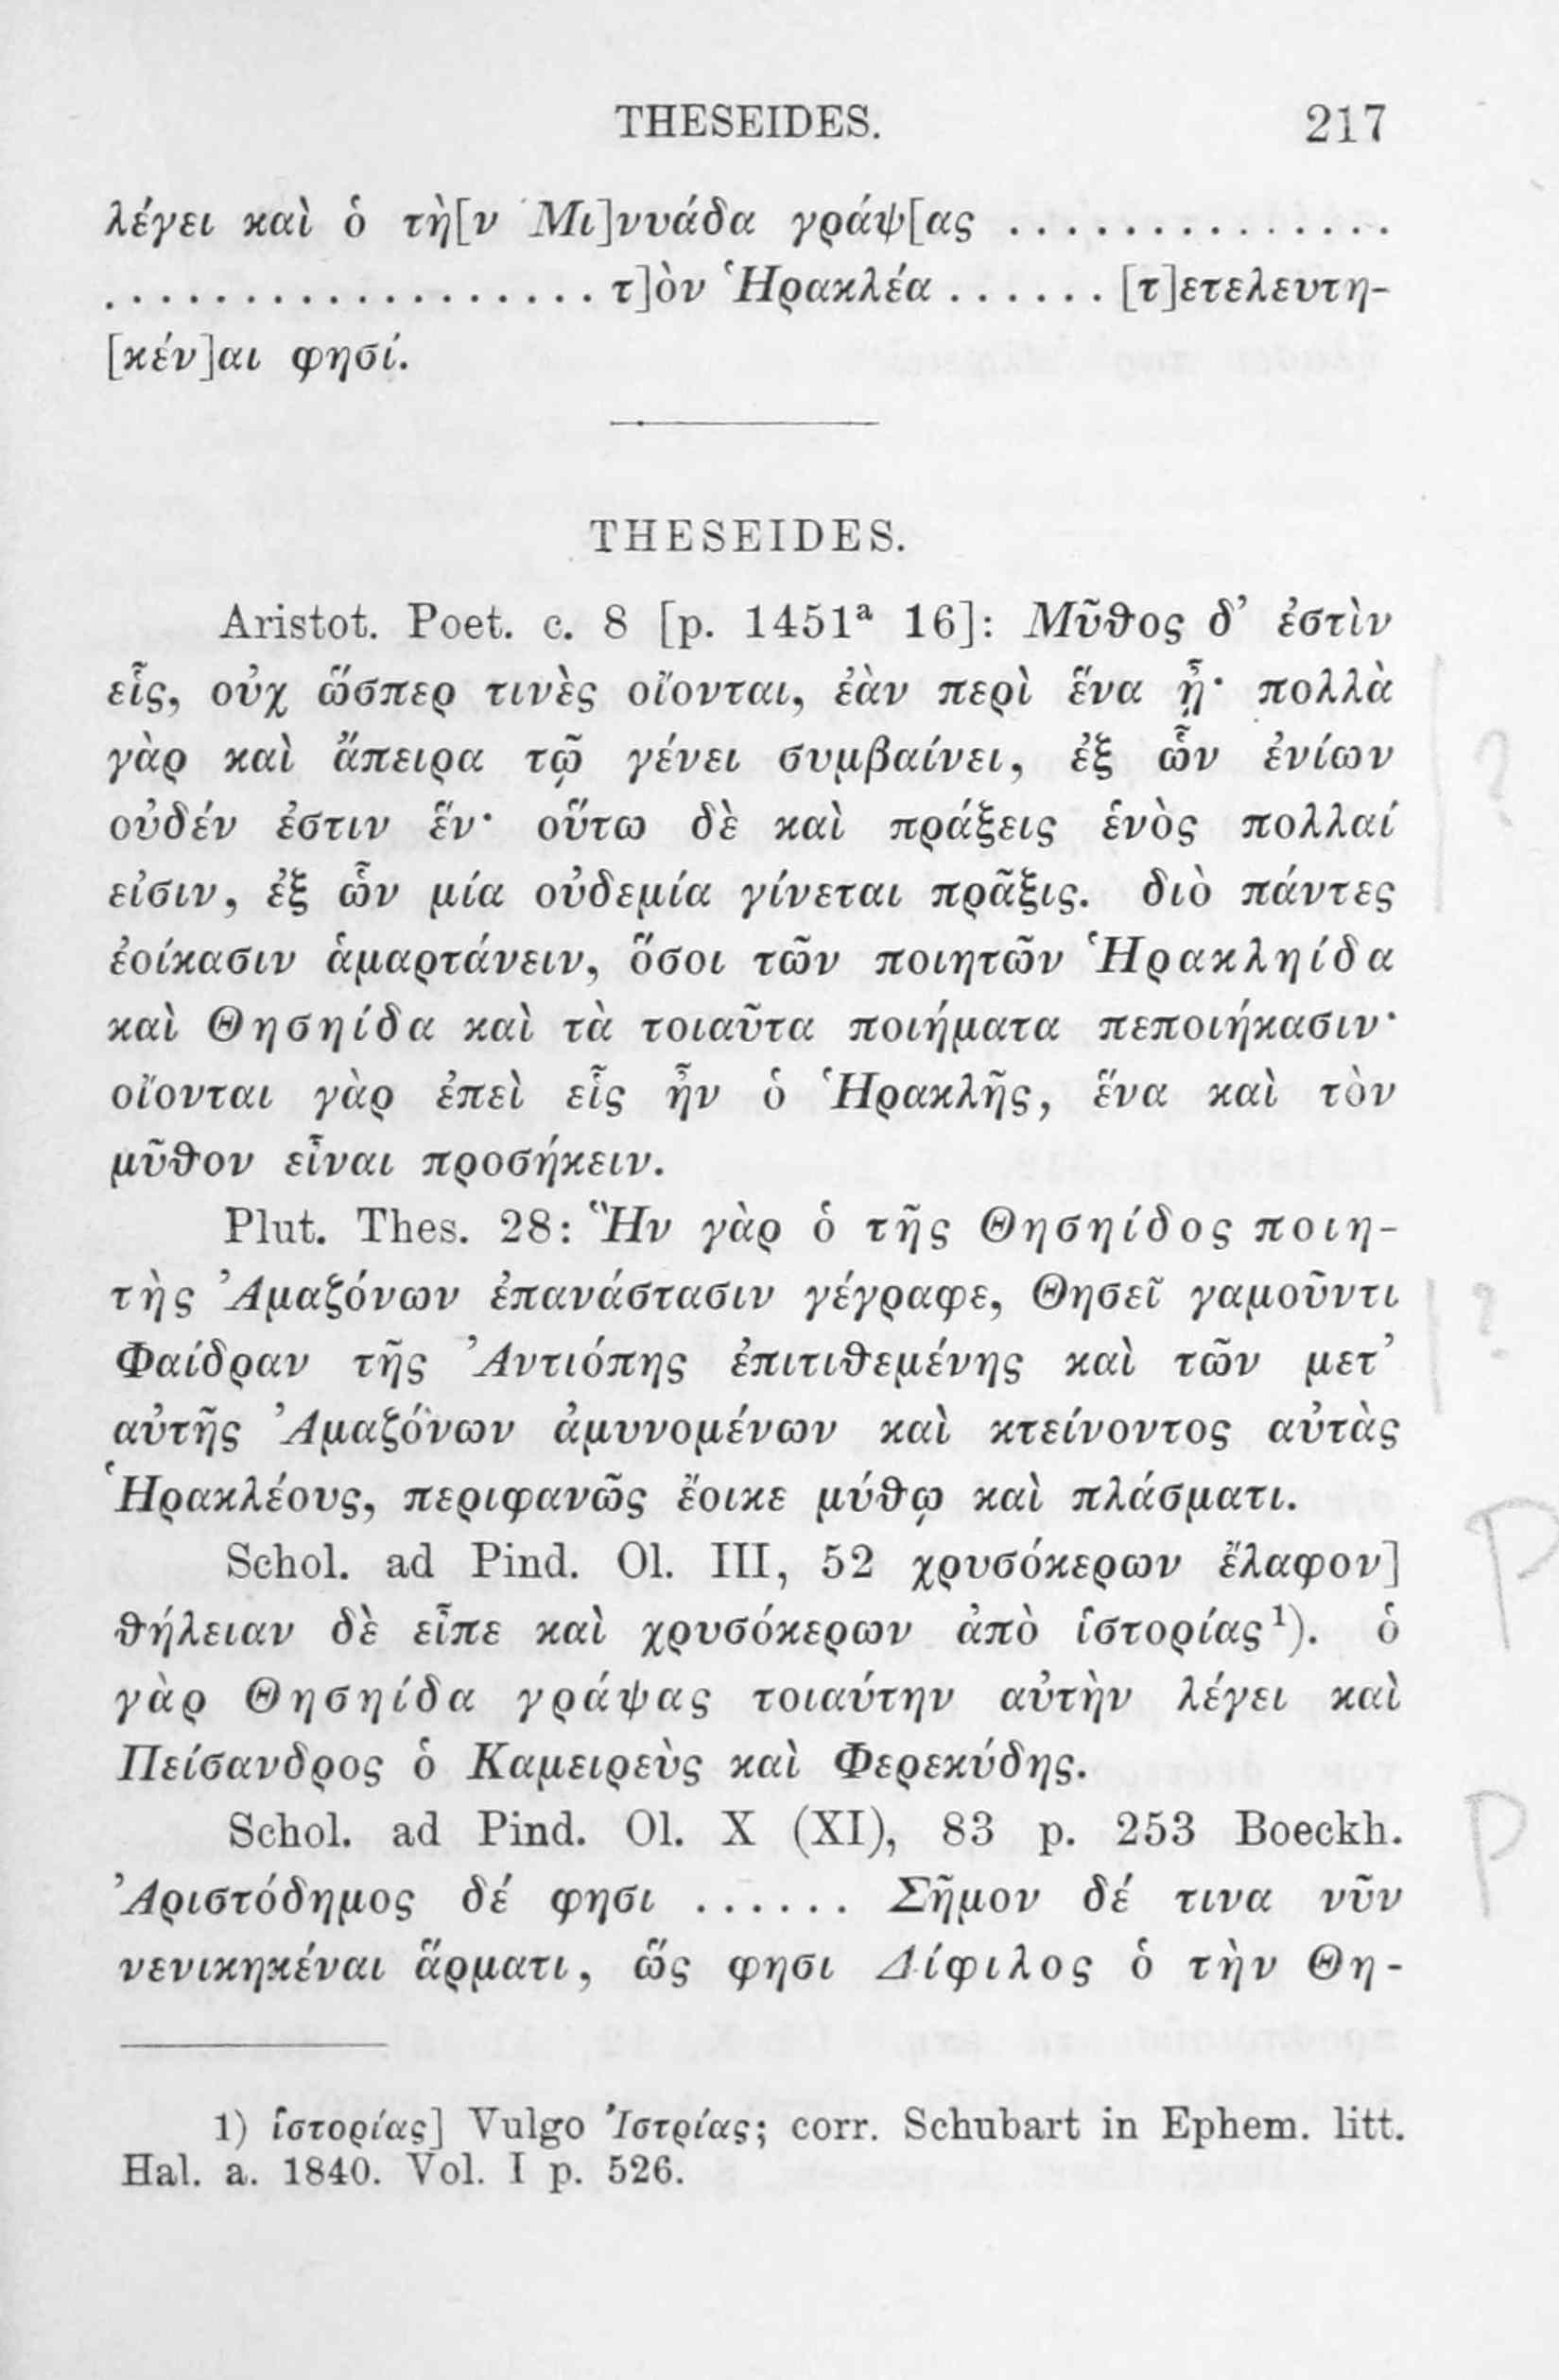 THESEIDES. 217
λέγει καὶ ὁ τὴ[ν Μι]νυάδα γράψ[ας . . . . . . . . . . . . . .
. . . . . . . . . . . . . . . . . . τ]ὸν Ἡρακλέα . . . . . . [τ]ετελευτη-
[κέν]αι φησί.
THESEIDES.
Aristot. Poet. c. 8 [p. 1451ᵃ 16]: Μῦθος δ’ ἐστὶν
εἷς, οὐχ ὥσπερ τινὲς οἴονται, ἐὰν περὶ ἕνα ᾖ· πολλὰ
γὰρ καὶ ἄπειρα τῷ γένει συμβαίνει, ἐξ ὧν ἐνίων
οὐδέν ἐστιν ἕν· οὕτω δὲ καὶ πράξεις ἑνὸς πολλαί
εἰσιν, ἐξ ὧν μία οὐδεμία γίνεται πρᾶξις. διὸ πάντες
ἐοίκασιν ἁμαρτάνειν, ὅσοι τῶν ποιητῶν Ἡρακληίδα
καὶ Θησηίδα καὶ τὰ τοιαῦτα ποιήματα πεποιήκασιν·
οἴονται γὰρ ἐπεὶ εἷς ἦν ὁ Ἡρακλῆς, ἕνα καὶ τὸν
μῦθον εἶναι προσήκειν.
Plut. Thes. 28: Ἣν γὰρ ὁ τῆς Θησηίδος ποιη-
τὴς Ἀμαζόνων ἐπανάστασιν γέγραφε, Θησεῖ γαμοῦντι
Φαίδραν τῆς Ἀντιόπης ἐπιτιθεμένης καὶ τῶν μετ’
αὐτῆς Ἀμαζόνων ἀμυνομένων καὶ κτείνοντος αὐτὰς
Ἡρακλέους, περιφανῶς ἔοικε μύθῳ καὶ πλάσματι.
Schol. ad Pind. Ol. III, 52 χρυσόκερων ἔλαφον]
θήλειαν δὲ εἶπε καὶ χρυσόκερων ἀπὸ ἱστορίας¹). ὁ
γὰρ Θησηίδα γράψας τοιαύτην αὐτὴν λέγει καὶ
Πείσανδρος ὁ Καμειρεὺς καὶ Φερεκύδης.
Schol. ad Pind. Ol. X (XI), 83 p. 253 Boeckh.
Ἀριστόδημος δέ φησι . . . . . . Σῆμον δέ τινα νῦν
νενικηκέναι ἅρματι, ὥς φησι Δίφιλος ὁ τὴν Θη-
1) ἱστορίας] Vulgo Ἰστρίας; corr. Schubart in Ephem. litt.
Hal. a. 1840. Vol. I p. 526.
?
?
P
P